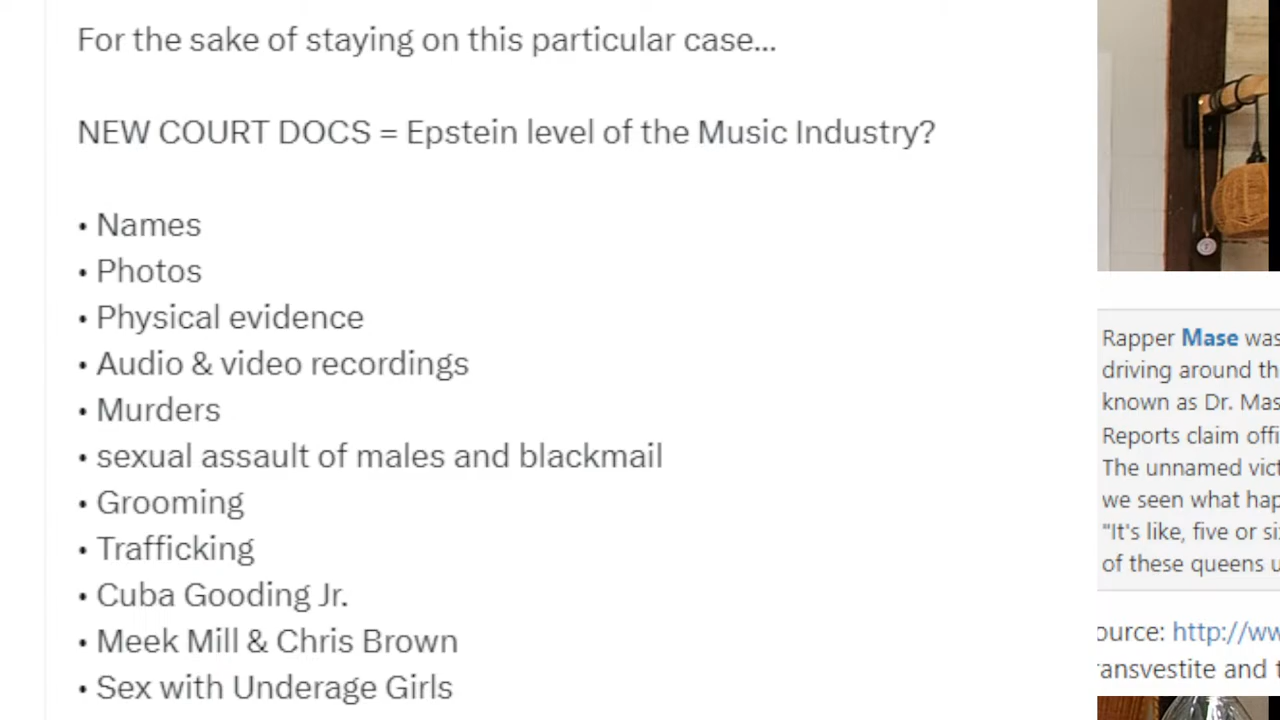 For the sake of staying on this particular case...
NEW COURT DOCS = Epstein level of the Music Industry?
• Names
• Photos
• Physical evidence
• Audio & video recordings
• Murders
• sexual assault of males and blackmail
• Grooming
• Trafficking
• Cuba Gooding Jr.
• Meek Mill & Chris Brown
• Sex with Underage Girls
Rapper Mase was
driving around th
known as Dr. Mas
Reports claim offi
The unnamed vict
we seen what hap
"It's like, five or si
of these queens u
ource: http://ww
ansvestite and t